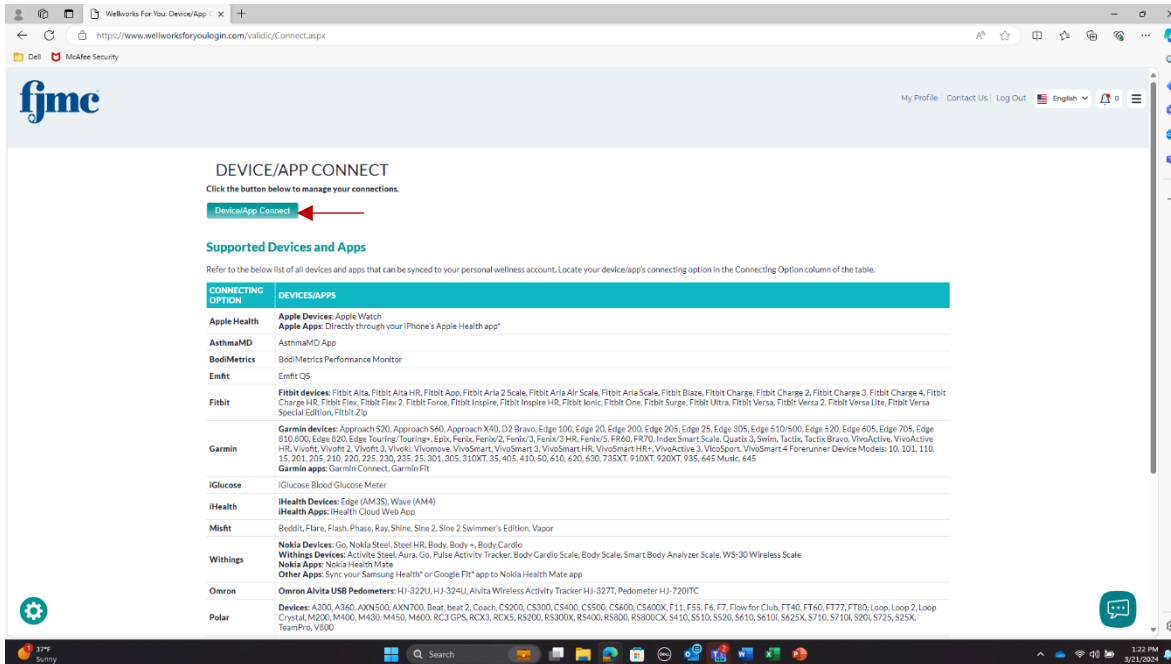 Wellworks For You: Device/App C
https://www.wellworksforyoulogin.com/validic/Connect.aspx
Dell McAfee Security
fjmc
My Profile Contact Us Log Out English 0
DEVICE/APP CONNECT
Click the button below to manage your connections.
Device/App Connect
Supported Devices and Apps
Refer to the below list of all devices and apps that can be synced to your personal wellness account. Locate your device/app's connecting option in the Connecting Option column of the table.
CONNECTING OPTION DEVICES/APPS
Apple Health
Apple Devices: Apple Watch
Apple Apps: Directly through your iPhone's Apple Health app*
AsthmaMD AsthmaMD App
BodiMetrics BodiMetrics Performance Monitor
Emfit Emfit QS
Fitbit
Fitbit devices: Fitbit Alta, Fitbit Alta HR, Fitbit App, Fitbit Aria 2 Scale, Fitbit Aria Air Scale, Fitbit Aria Scale, Fitbit Blaze, Fitbit Charge, Fitbit Charge 2, Fitbit Charge 3, Fitbit Charge 4, Fitbit
Charge HR, Fitbit Flex, Fitbit Flex 2, Fitbit Force, Fitbit Inspire, Fitbit Inspire HR, Fitbit Ionic, Fitbit One, Fitbit Surge, Fitbit Ultra, Fitbit Versa, Fitbit Versa 2, Fitbit Versa Lite, Fitbit Versa
Special Edition, Fitbit Zip
Garmin
Garmin devices: Approach S20, Approach S60, Approach X40, D2 Bravo, Edge 100, Edge 20, Edge 200, Edge 205, Edge 25, Edge 305, Edge 510/500, Edge 520, Edge 605, Edge 705, Edge
810,800, Edge 820, Edge Touring/Touring+, Epix, Fenix, Fenix/2, Fenix/3, Fenix/3 HR, Fenix/5, FR60, FR70, Index Smart Scale, Quatix 3, Swim, Tactix, Tactix Bravo, VivoActive, VivoActive
HR, Vivofit, Vivofit 2, Vivofit 3, Vivoki, Vivomove, VivoSmart, VivoSmart 3, VivoSmart HR, VivoSmart HR+, VivoActive 3, VicoSport, VivoSmart 4 Forerunner Device Models: 10, 101, 110,
15, 201, 205, 210, 220, 225, 230, 235, 25, 301, 305, 310XT, 35, 405, 410, 50, 610, 620, 630, 735XT, 910XT, 920XT, 935, 645 Music, 645
Garmin apps: Garmin Connect, Garmin Fit
iGlucose iGlucose Blood Glucose Meter
iHealth
iHealth Devices: Edge (AM3S), Wave (AM4)
iHealth Apps: iHealth Cloud Web App
Misfit Beddit, Flare, Flash, Phase, Ray, Shine, Sine 2, Sine 2 Swimmer's Edition, Vapor
Withings
Nokia Devices: Go, Nokia Steel, Steel HR, Body, Body +, Body Cardio
Withings Devices: Activite Steel, Aura, Go, Pulse Activity Tracker, Body Cardio Scale, Body Scale, Smart Body Analyzer Scale, WS-30 Wireless Scale
Nokia Apps: Nokia Health Mate
Other Apps: Sync your Samsung Health* or Google Fit* app to Nokia Health Mate app
Omron Omron Alvita USB Pedometers: HJ-322U, HJ-324U, Alvita Wireless Activity Tracker HJ-327T, Pedometer HJ-720ITC
Polar
Devices: A300, A360, AXN500, AXN700, Beat, beat 2, Coach, CS200, CS300, CS400, CS500, CS600, CS600X, F11, F55, F6, F7, Flow for Club, FT40, FT60, FT77, FT80, Loop, Loop 2, Loop
Crystal, M200, M400, M430, M450, M600, RC3 GPS, RCX3, RCX5, RS200, RS300X, RS400, RS800, RS800CX, S410, S510, S520, S610, S610i, S625X, S710, S710i, S20i, S725, S25X,
TeamPro, V800
37°F
Sunny
Search
1:22 PM
3/21/2024